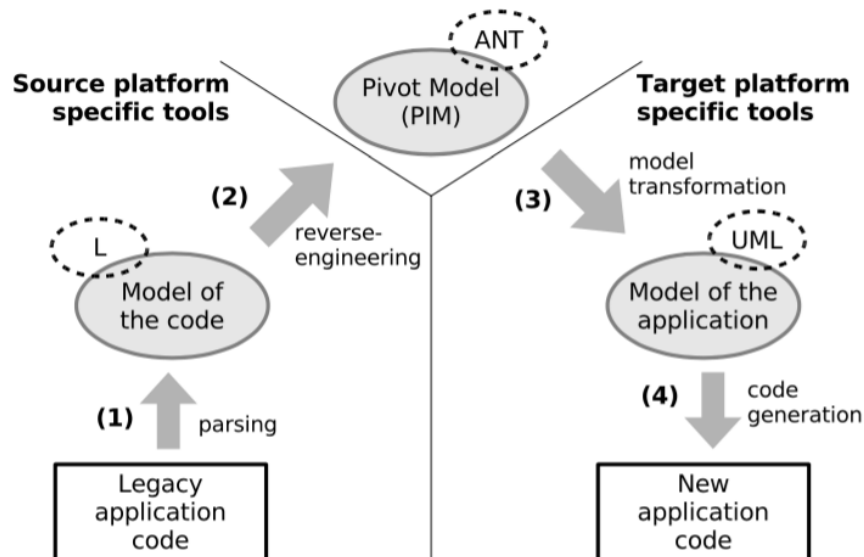 ANT
Pivot Model
(PIM)
Source platform
specific tools
Target platform
specific tools
(2)
reverse-
engineering
(3)
model
transformation
L
Model of
the code
UML
Model of the
application
(1)
parsing
(4)
code
generation
Legacy
application
code
New
application
code